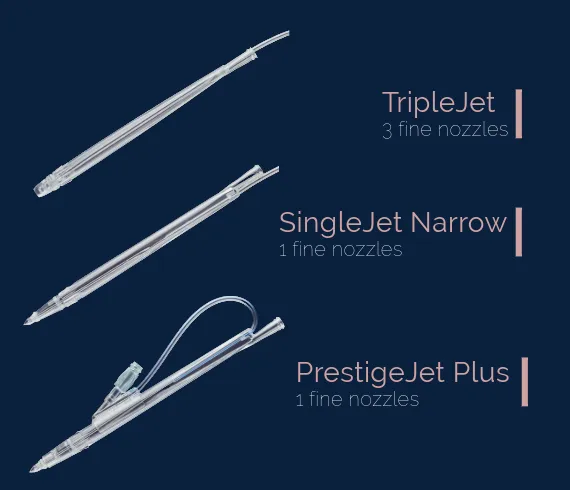 TripleJet
3 fine nozzles
SingleJet Narrow
1 fine nozzles
PrestigeJet Plus
1 fine nozzles